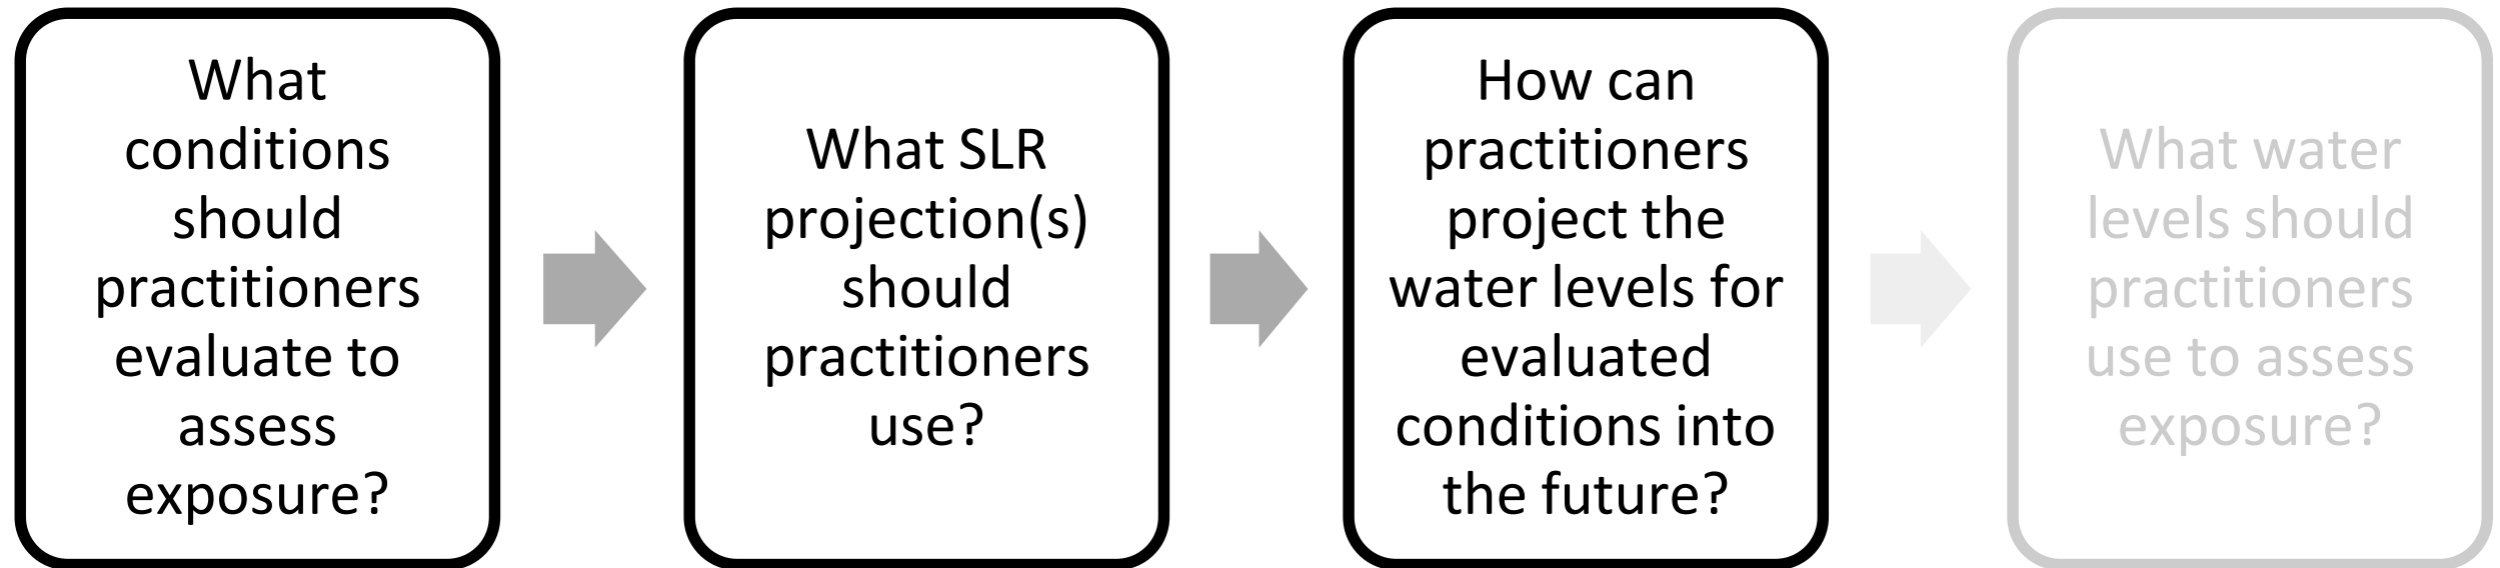 What
conditions
should
practitioners
evaluate to
assess
exposure?
What SLR
projection(s)
should
practitioners
use?
How can
practitioners
project the
water levels for
evaluated
conditions into
the future?
What water
levels should
practitioners
use to assess
exposure?